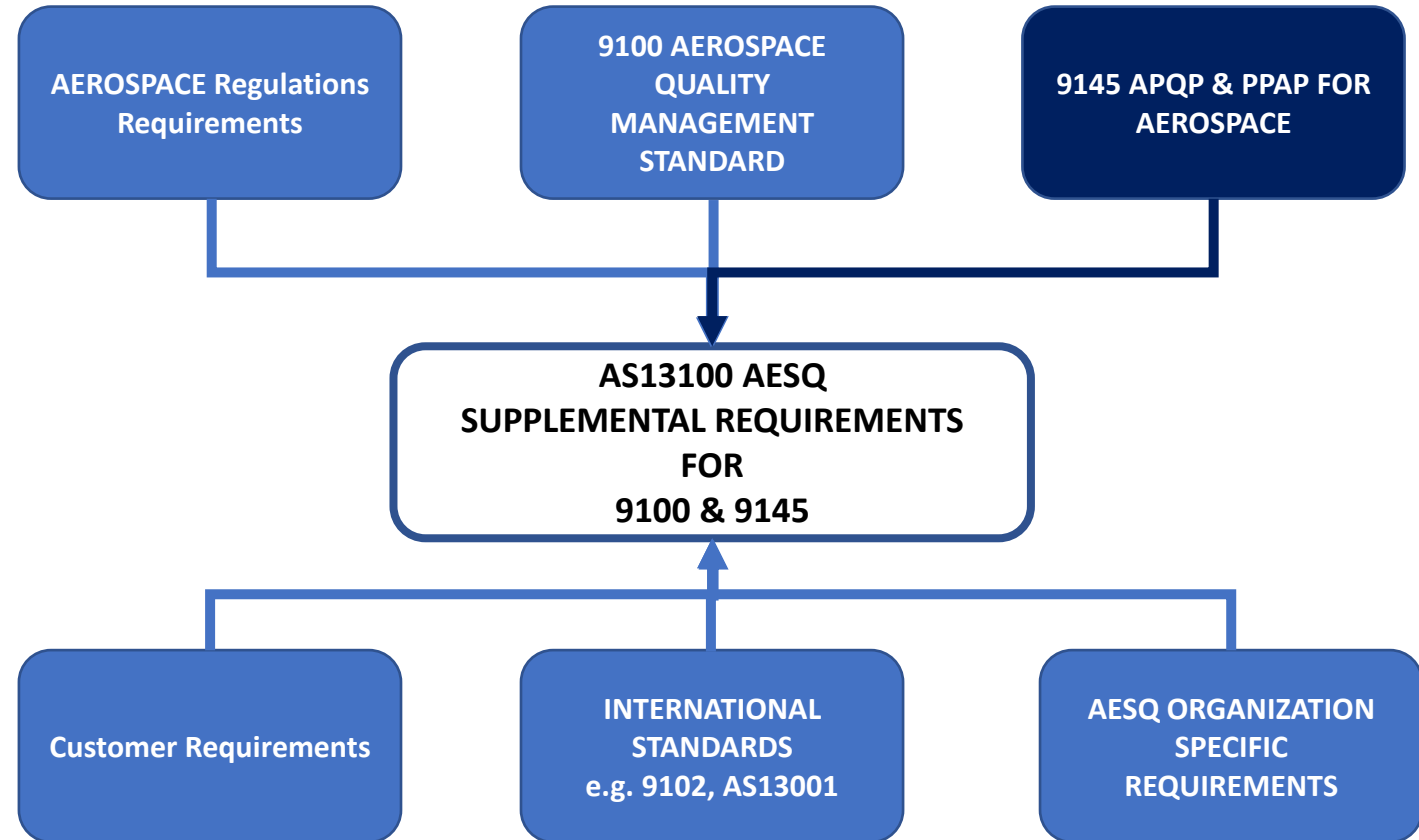 AEROSPACE Regulations
Requirements
9100 AEROSPACE
QUALITY
MANAGEMENT
STANDARD
9145 APQP & PPAP FOR
AEROSPACE
AS13100 AESQ
SUPPLEMENTAL REQUIREMENTS
FOR
9100 & 9145
Customer Requirements
INTERNATIONAL
STANDARDS
e.g. 9102, AS13001
AESQ ORGANIZATION
SPECIFIC
REQUIREMENTS